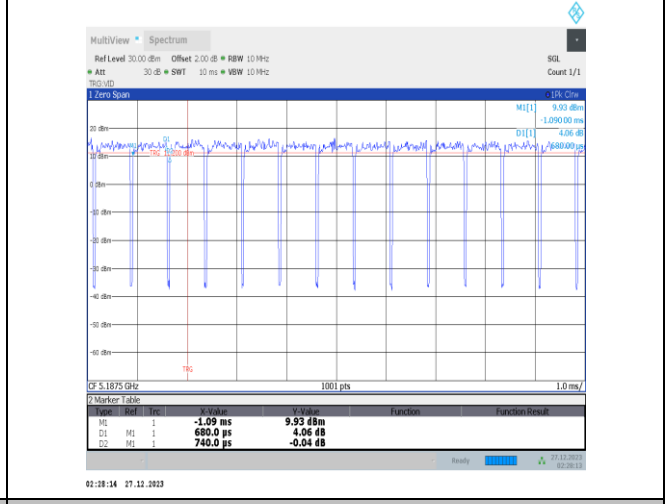 MultiView Spectrum
Ref Level 30.00 dBm Offset 2.00 dB RBW 10 MHz SGL
Att 30 dB SWT 10 ms VBW 10 MHz Count 1/1
TRG:VID
1 Zero Span 1Pk Clrw
M1[1] 9.93 dBm
-1.090 00 ms
D1[1] 4.06 dB
680.00 µs
20 dBm
D1
M1
10 dBm
0 dBm
-10 dBm
-20 dBm
-30 dBm
-40 dBm
-50 dBm
-60 dBm
TRG
CF 5.1875 GHz 1001 pts 1.0 ms/
2 Marker Table
Type Ref Trc X-Value Y-Value Function Function Result
M1 1 -1.09 ms 9.93 dBm
D1 M1 1 680.0 µs 4.06 dB
D2 M1 1 740.0 µs -0.04 dB
Ready 27.12.2023
02:28:13
02:28:14 27.12.2023